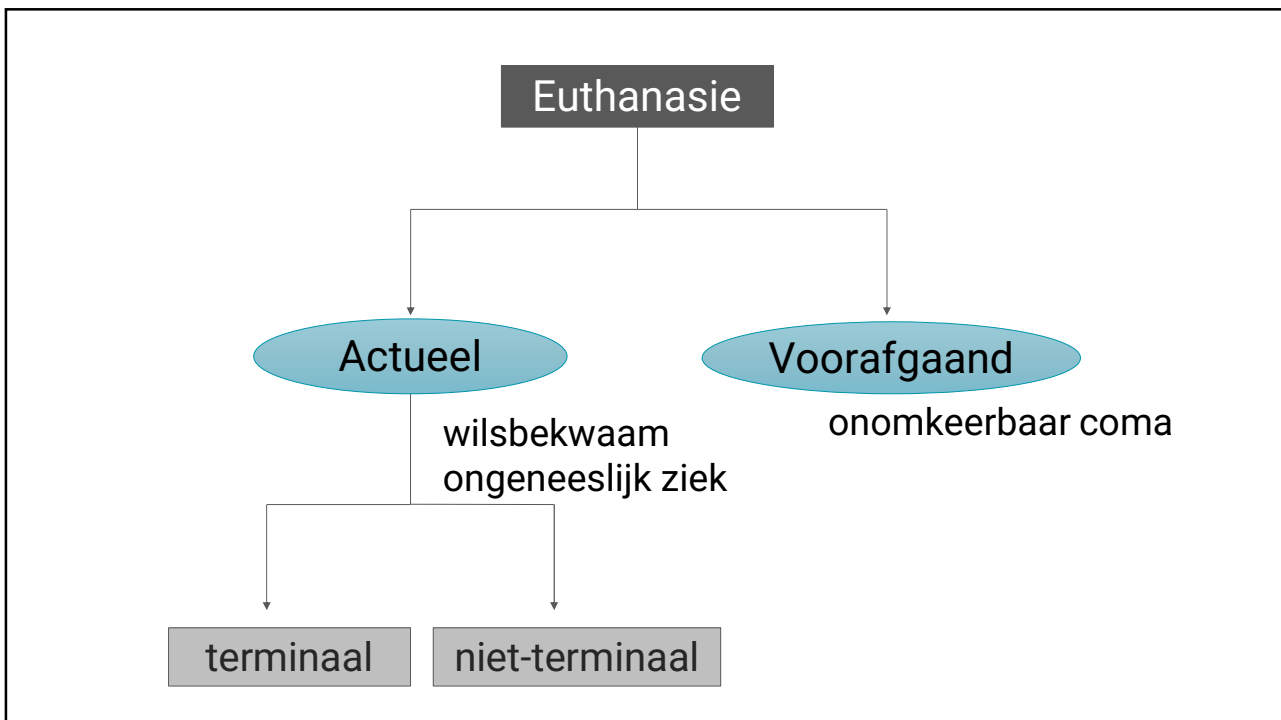 Euthanasie
Actueel
Voorafgaand
wilsbekwaam
ongeneeslijk ziek
onomkeerbaar coma
terminaal
niet-terminaal